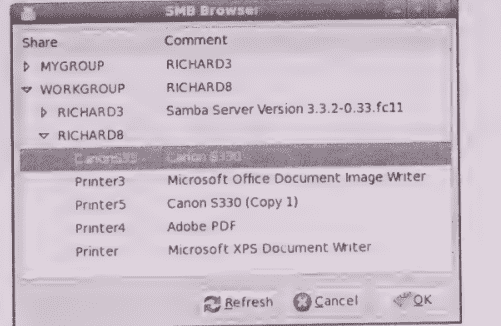 SMB Browser
Share Comment
MYGROUP RICHARD3
WORKGROUP RICHARD8
RICHARD3 Samba Server Version 3.3.2-0.33.fc11
RICHARD8
Canon S330
Printer3 Microsoft Office Document Image Writer
Printer5 Canon S330 (Copy 1)
Printer4 Adobe PDF
Printer Microsoft XPS Document Writer
Refresh Cancel OK